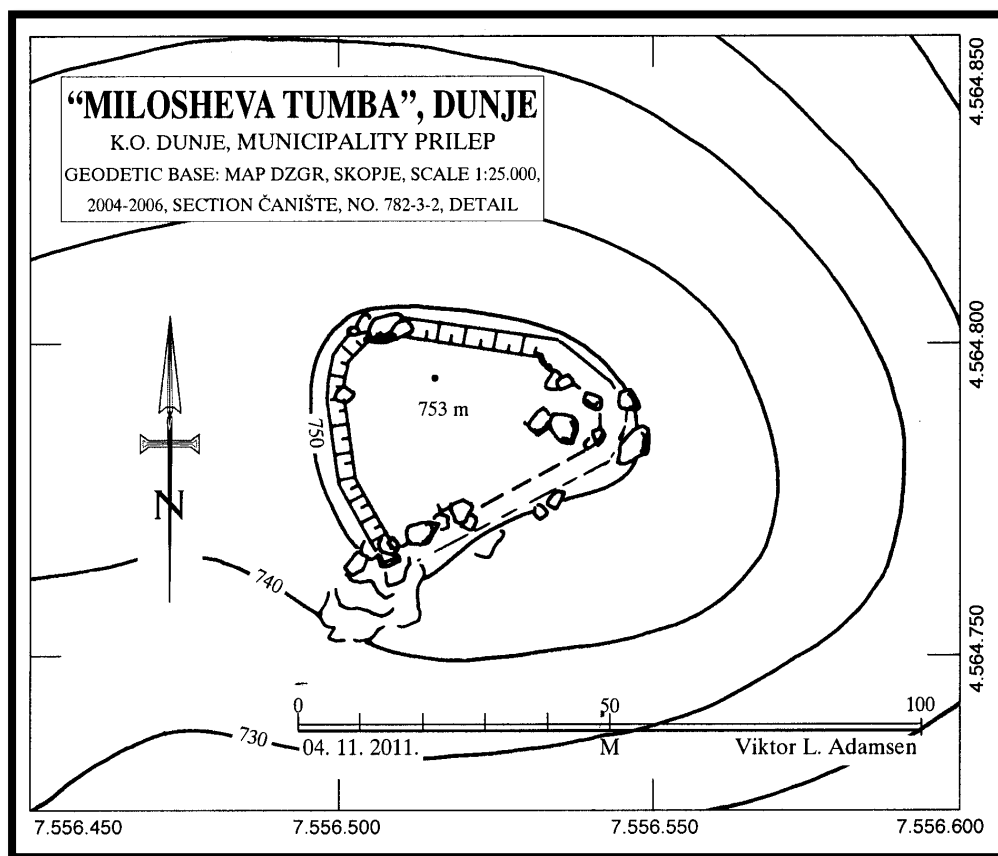 “MILOSHEVA TUMBA”, DUNJE
K.O. DUNJE, MUNICIPALITY PRILEP
GEODETIC BASE: MAP DZGR, SKOPJE, SCALE 1:25.000,
2004-2006, SECTION ČANIŠTE, NO. 782-3-2, DETAIL
4.564.850
4.564.800
753 m
750
N
740
4.564.750
0 50 100
730
04. 11. 2011. M Viktor L. Adamsen
7.556.450 7.556.500 7.556.550 7.556.600